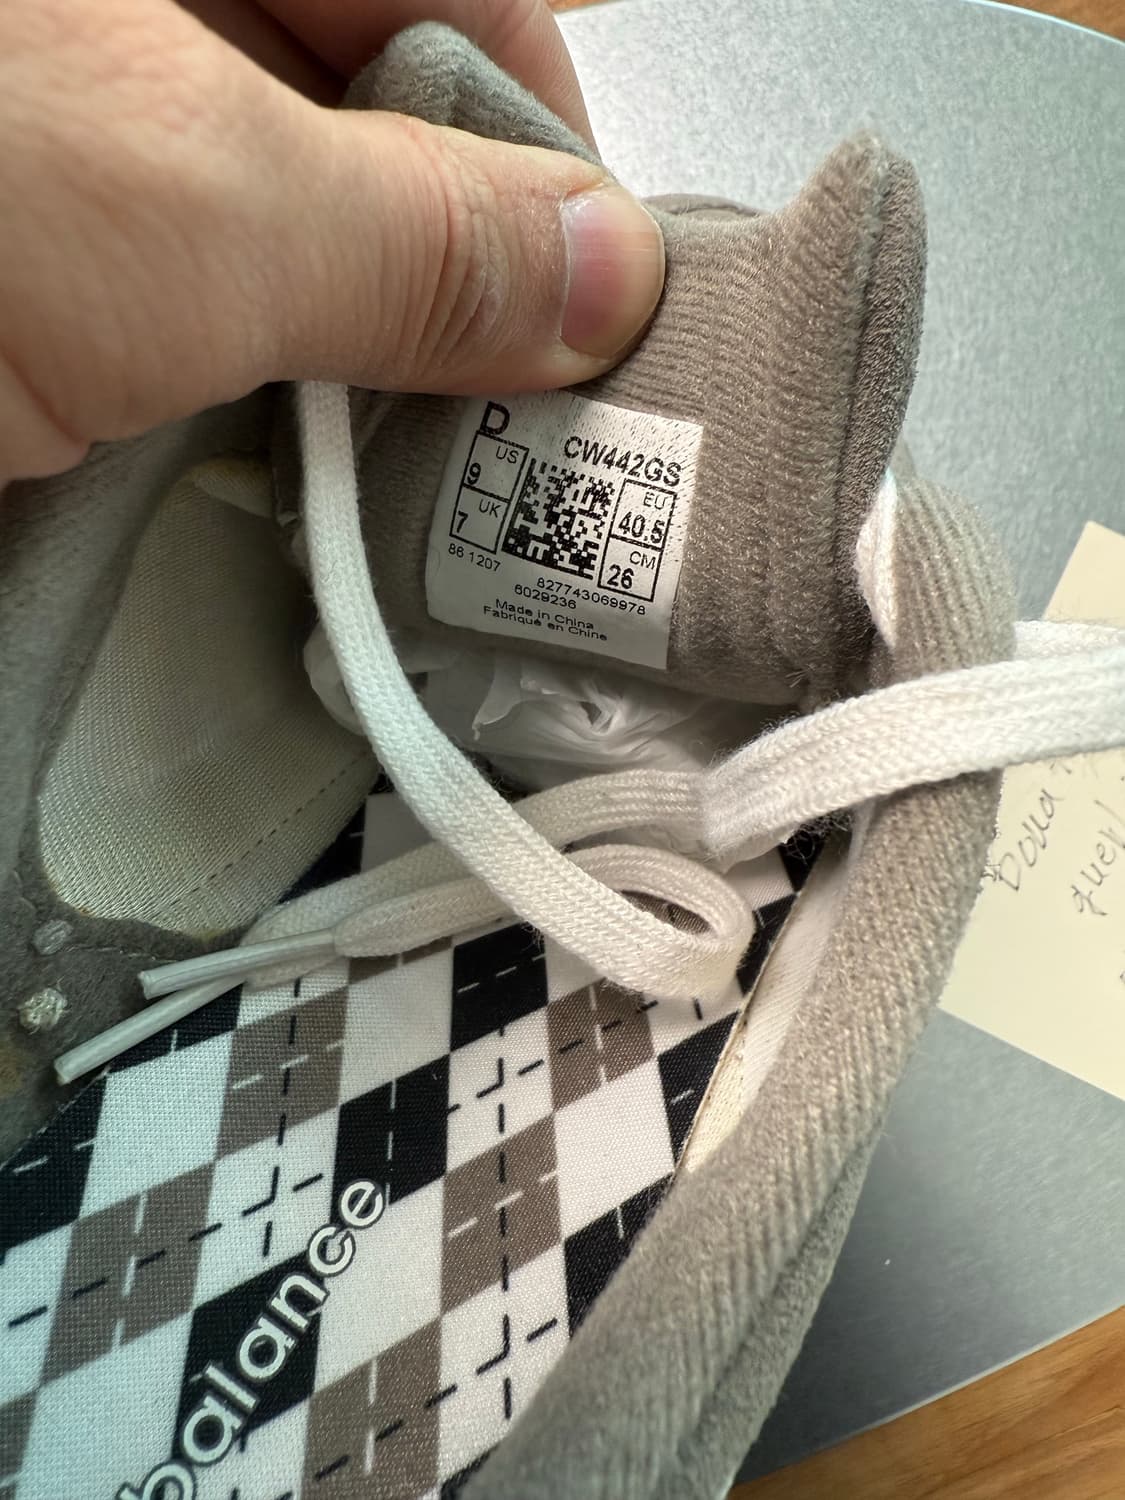 D
CW442GS
US
9
EU
40.5
UK
7
CM
26
86 1207
827743069978
6029236
Made in China
Fabriqué en Chine
balance